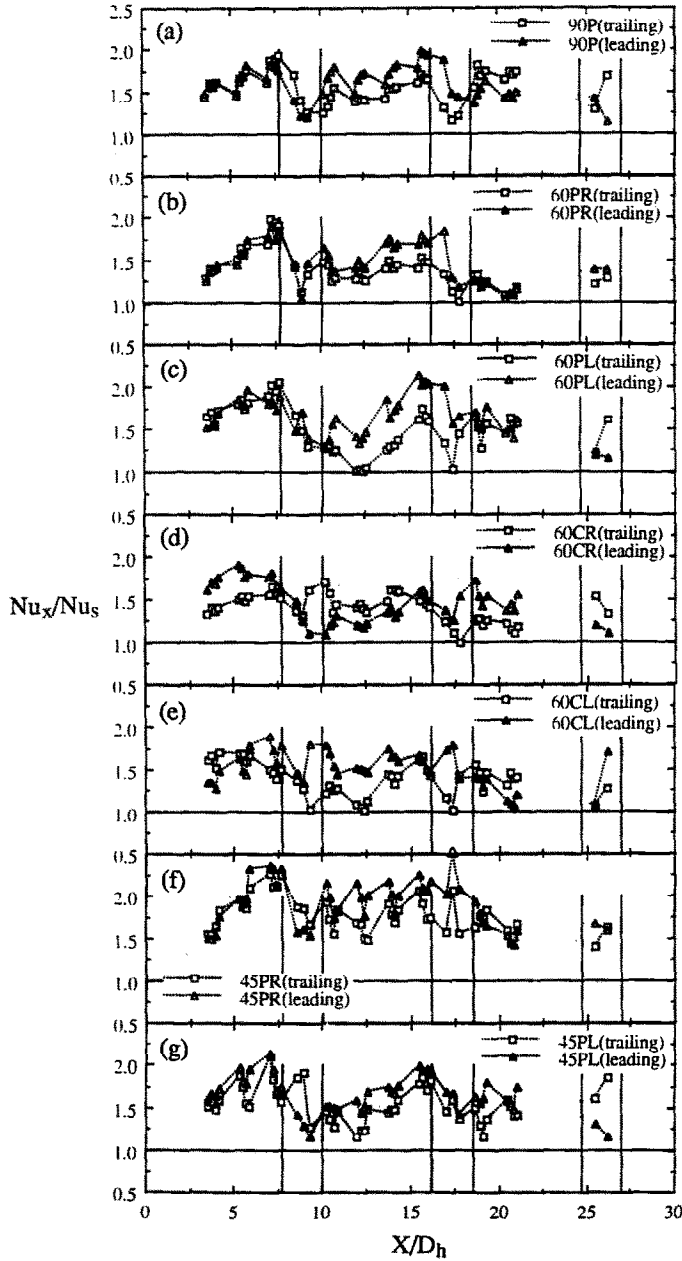 2.5
(a)
90P(trailing)
90P(leading)
2.0
1.5
1.0
0.5
(b)
60PR(trailing)
60PR(leading)
2.0
1.5
1.0
0.5
(c)
60PL(trailing)
60PL(leading)
2.0
1.5
1.0
0.5
(d)
60CR(trailing)
60CR(leading)
2.0
Nux/Nus
1.5
1.0
0.5
(e)
60CL(trailing)
60CL(leading)
2.0
1.5
1.0
0.5
(f)
2.0
1.5
45PR(trailing)
45PR(leading)
1.0
0.5
(g)
45PL(trailing)
45PL(leading)
2.0
1.5
1.0
0.5
0 5 10 15 20 25 30
X/Dh